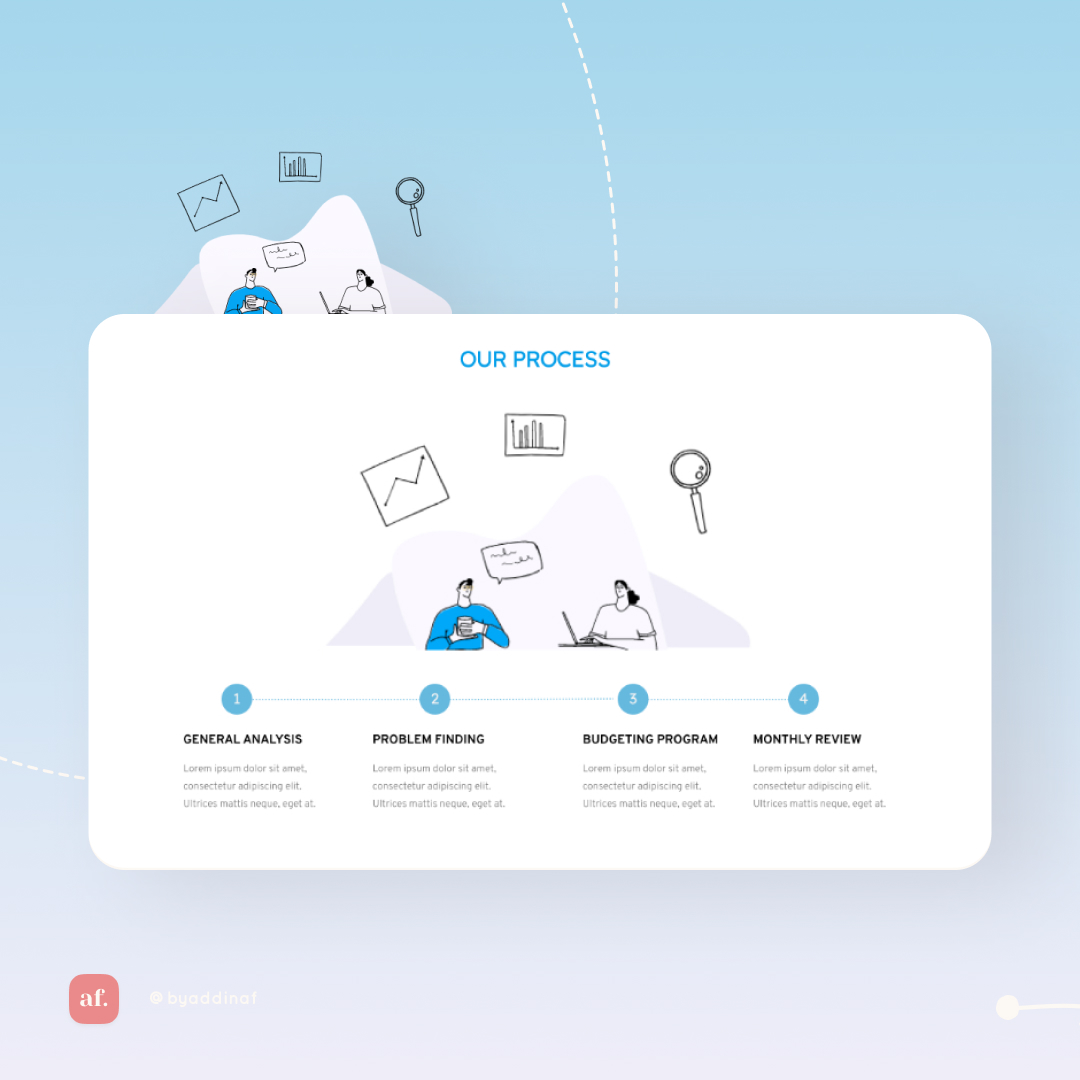 OUR PROCESS
1
2
3
4
GENERAL ANALYSIS
Lorem ipsum dolor sit amet,
consectetur adipiscing elit.
Ultrices mattis neque, eget at.
PROBLEM FINDING
Lorem ipsum dolor sit amet,
consectetur adipiscing elit.
Ultrices mattis neque, eget at.
BUDGETING PROGRAM
Lorem ipsum dolor sit amet,
consectetur adipiscing elit.
Ultrices mattis neque, eget at.
MONTHLY REVIEW
Lorem ipsum dolor sit amet,
consectetur adipiscing elit.
Ultrices mattis neque, eget at.
af.
@byaddinaf